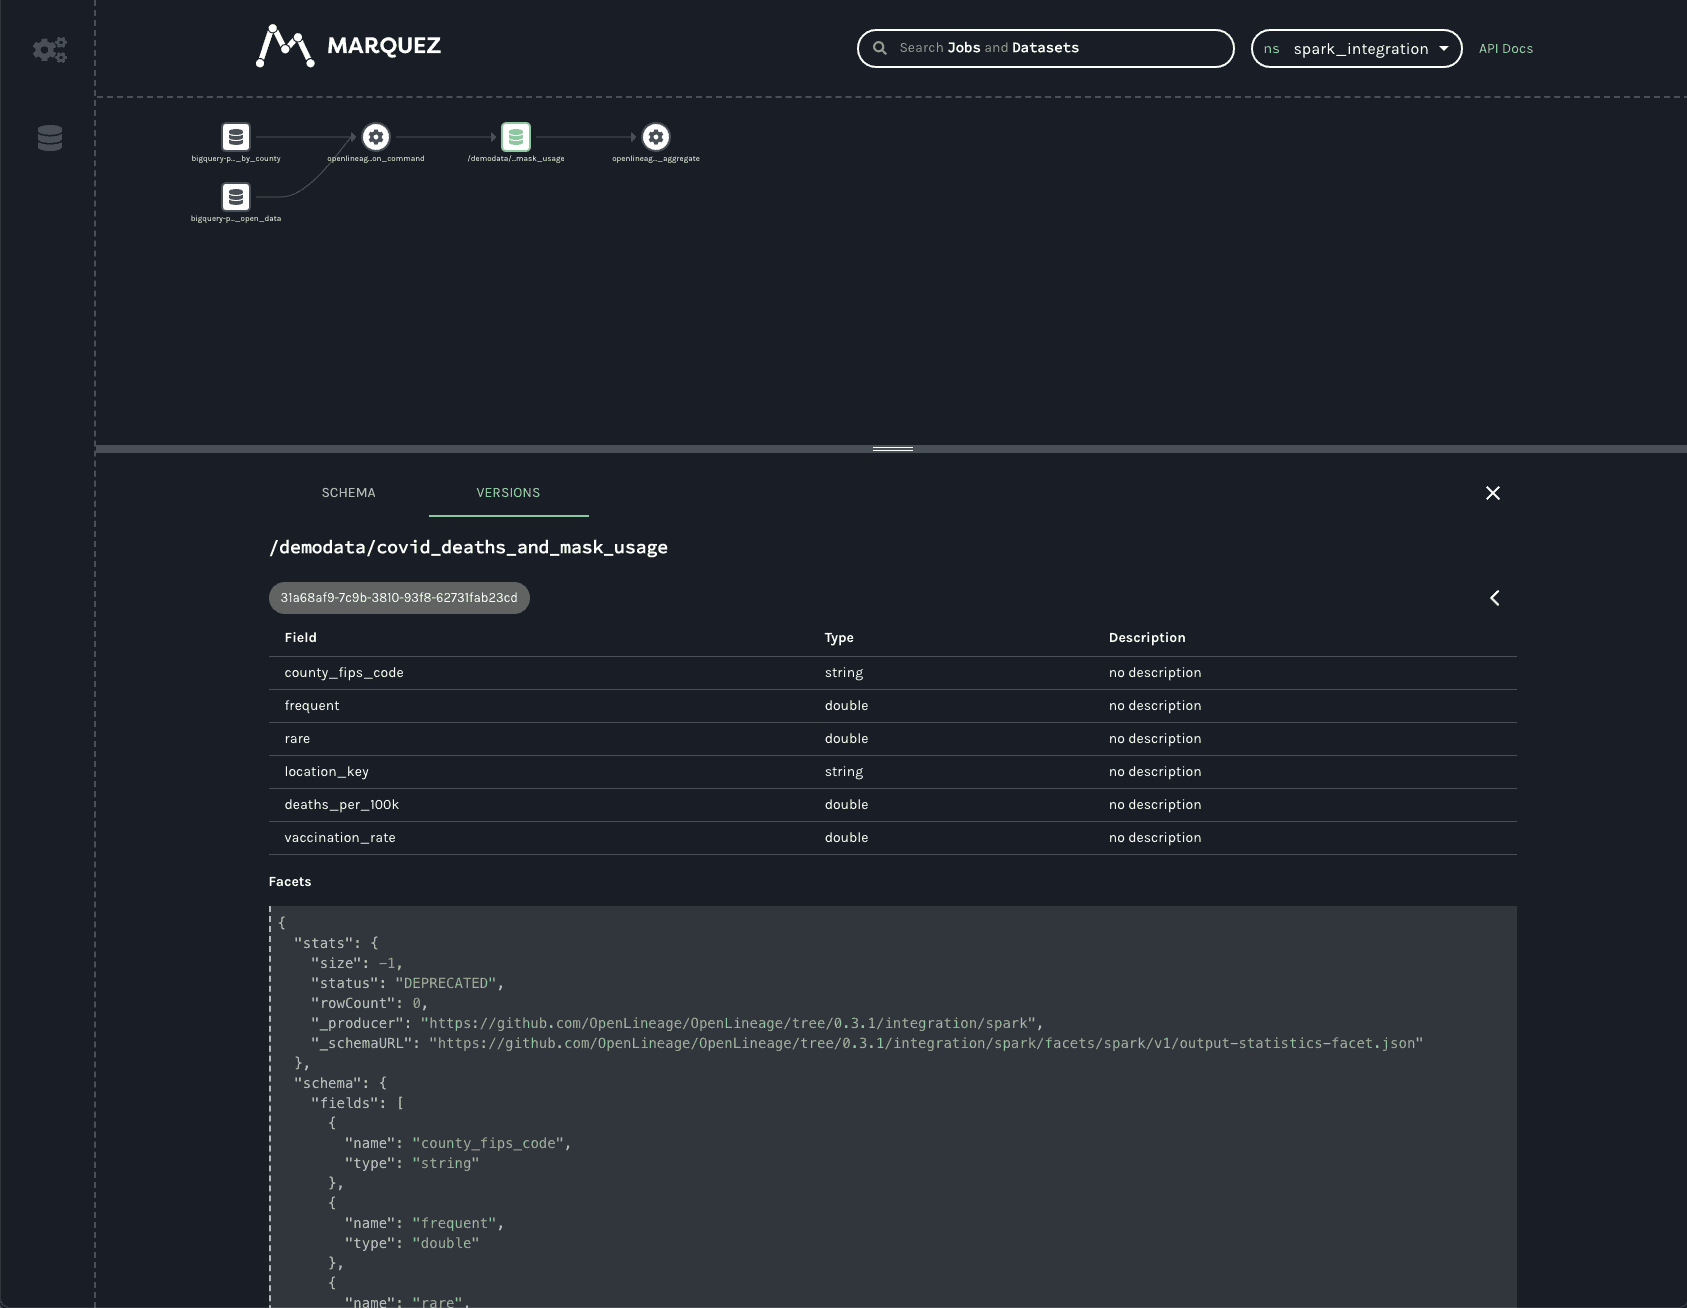 MARQUEZ
Search Jobs and Datasets
ns spark_integration
API Docs
bigquery-p..._by_county
openlineag...on_command
/demodata/...mask_usage
openlineag..._aggregate
bigquery-p..._open_data
SCHEMA
VERSIONS
/demodata/covid_deaths_and_mask_usage
31a68af9-7c9b-3810-93f8-62731fab23cd
Field Type Description
county_fips_code string no description
frequent double no description
rare double no description
location_key string no description
deaths_per_100k double no description
vaccination_rate double no description
Facets
{
"stats": {
"size": -1,
"status": "DEPRECATED",
"rowCount": 0,
"_producer": "https://github.com/OpenLineage/OpenLineage/tree/0.3.1/integration/spark",
"_schemaURL": "https://github.com/OpenLineage/OpenLineage/tree/0.3.1/integration/spark/facets/spark/v1/output-statistics-facet.json"
},
"schema": {
"fields": [
{
"name": "county_fips_code",
"type": "string"
},
{
"name": "frequent",
"type": "double"
},
{
"name": "rare",